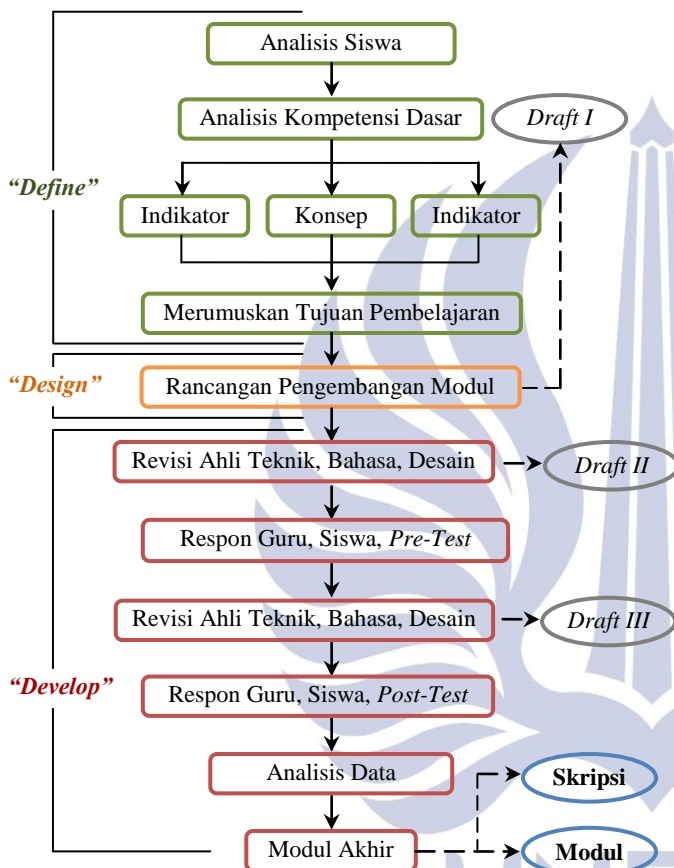 Analisis Siswa
Analisis Kompetensi Dasar
Draft I
“Define”
Indikator
Konsep
Indikator
Merumuskan Tujuan Pembelajaran
“Design”
Rancangan Pengembangan Modul
Revisi Ahli Teknik, Bahasa, Desain
Draft II
Respon Guru, Siswa, Pre-Test
Revisi Ahli Teknik, Bahasa, Desain
Draft III
“Develop”
Respon Guru, Siswa, Post-Test
Analisis Data
Skripsi
Modul Akhir
Modul